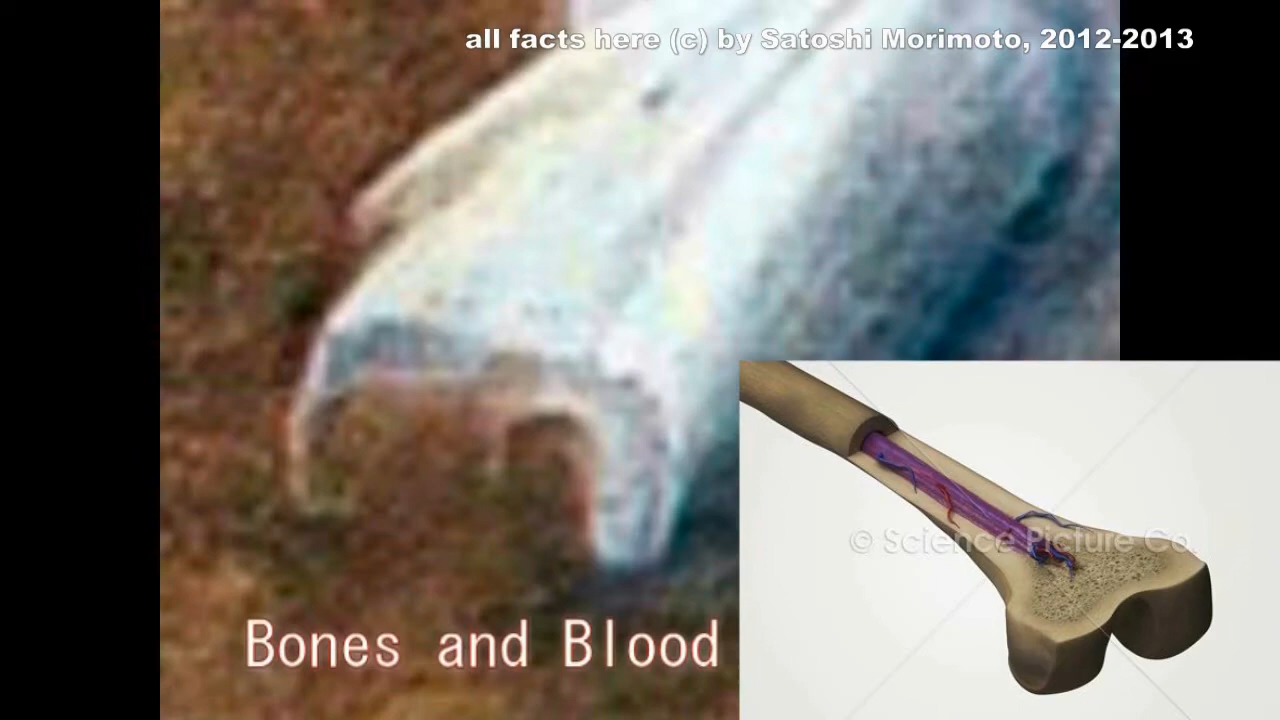 all facts here (c) by Satoshi Morimoto, 2012-2013
© Science Picture Co.
Bones and Blood